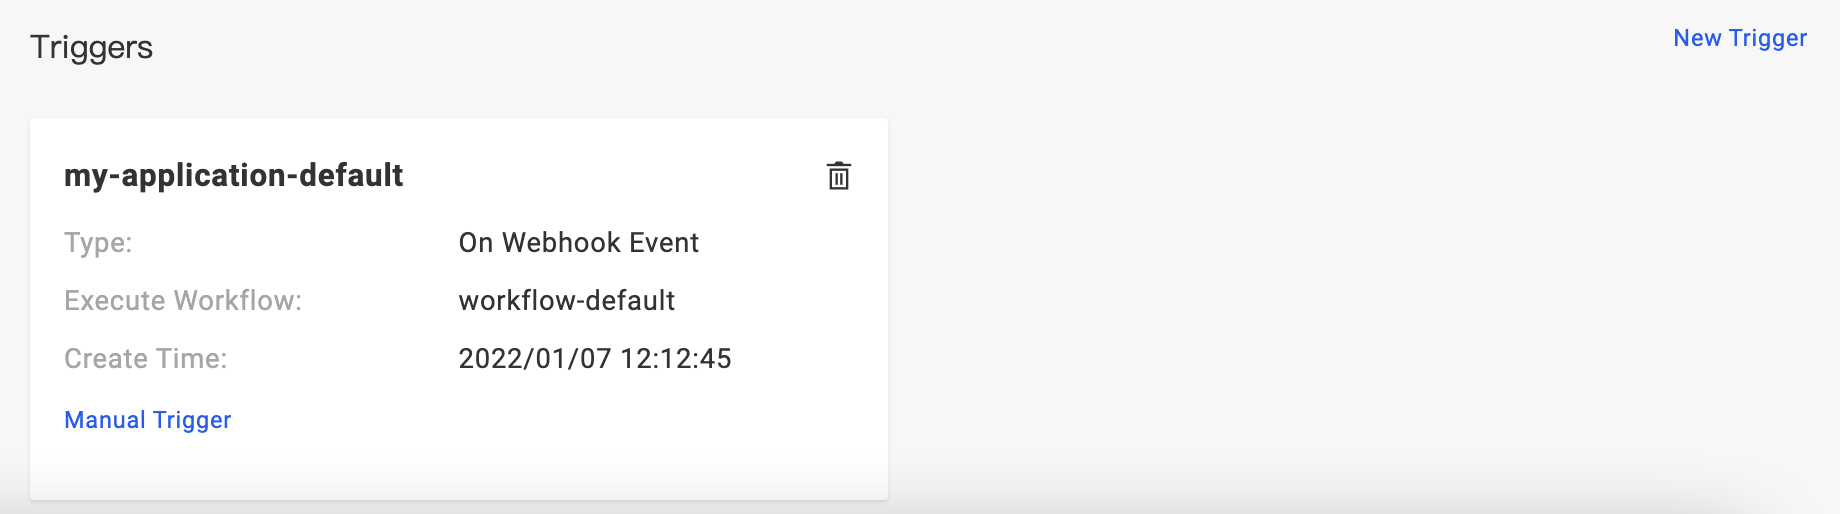 Triggers
New Trigger
my-application-default
Type: On Webhook Event
Execute Workflow: workflow-default
Create Time: 2022/01/07 12:12:45
Manual Trigger